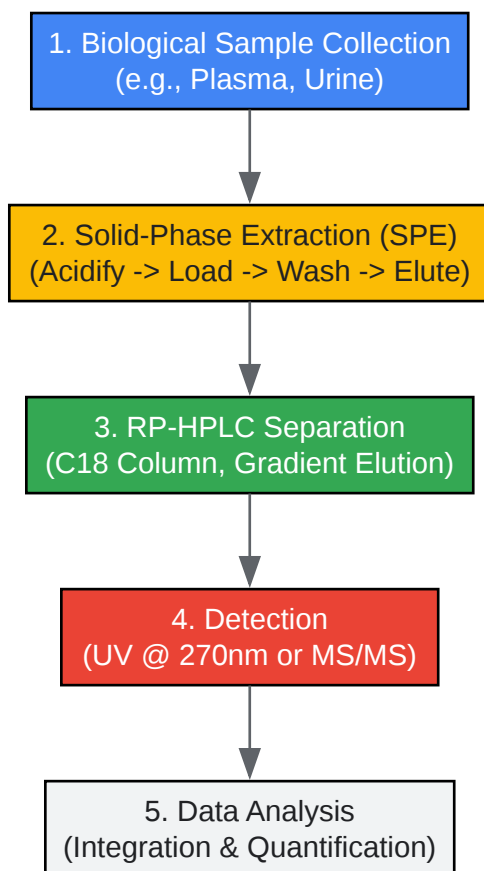 1. Biological Sample Collection
(e.g., Plasma, Urine)
2. Solid-Phase Extraction (SPE)
(Acidify -> Load -> Wash -> Elute)
3. RP-HPLC Separation
(C18 Column, Gradient Elution)
4. Detection
(UV @ 270nm or MS/MS)
5. Data Analysis
(Integration & Quantification)